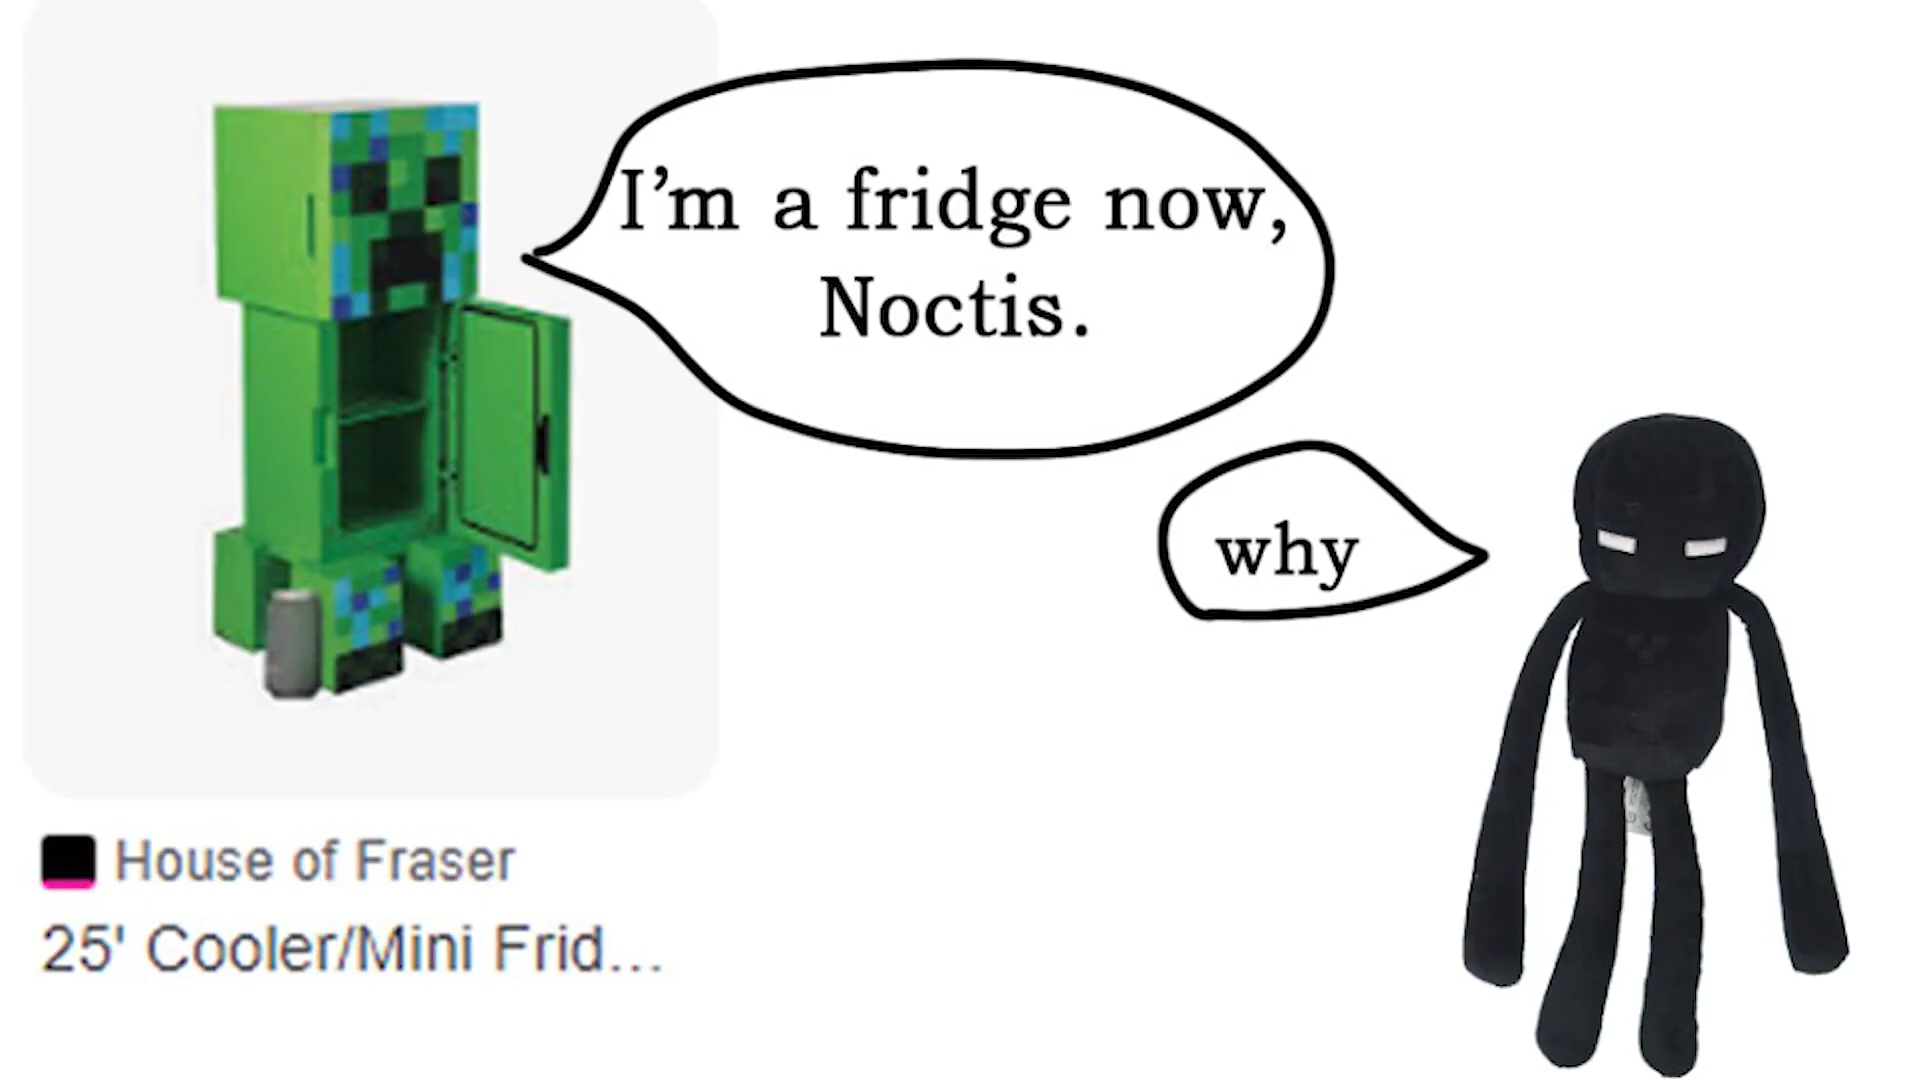 I’m a fridge now,
Noctis.
why
House of Fraser
25' Cooler/Mini Frid...